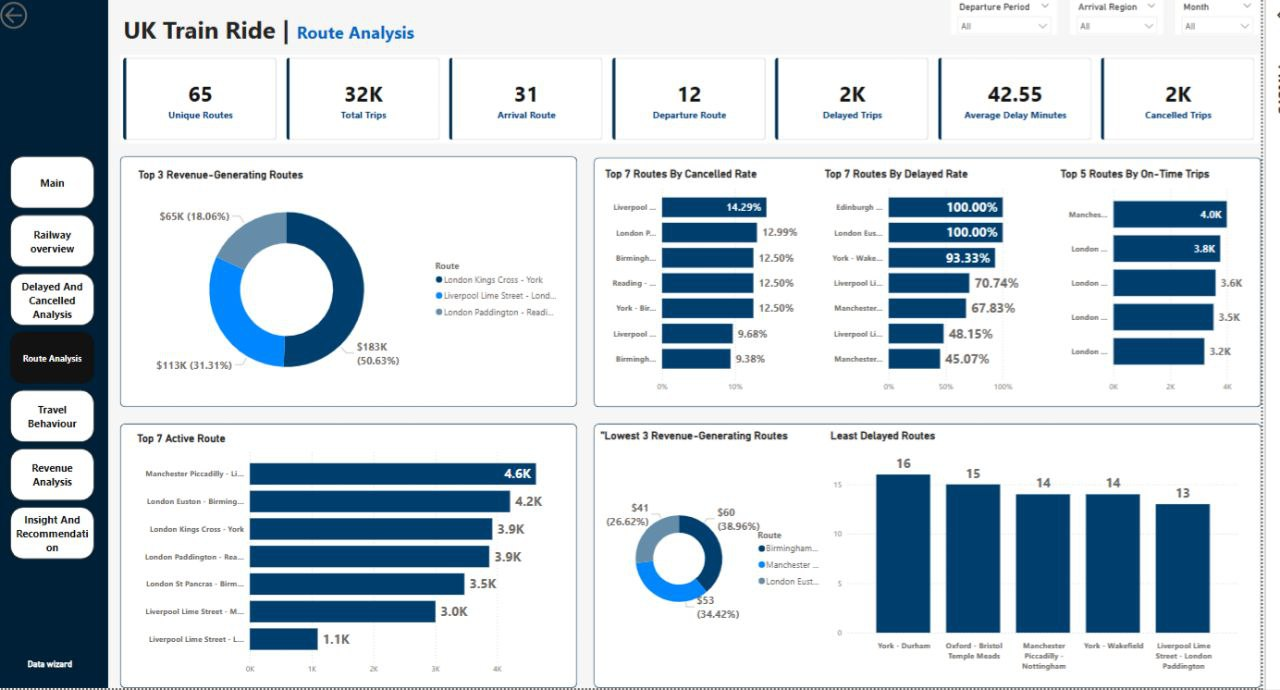 UK Train Ride | Route Analysis
Departure Period
All
Arrival Region
All
Month
All
65
Unique Routes
32K
Total Trips
31
Arrival Route
12
Departure Route
2K
Delayed Trips
42.55
Average Delay Minutes
2K
Cancelled Trips
Main
Railway
overview
Delayed And
Cancelled
Analysis
Route Analysis
Travel
Behaviour
Revenue
Analysis
Insight And
Recommendati
on
Data wizard
Top 3 Revenue-Generating Routes
$65K (18.06%)
$113K (31.31%)
$183K
(50.63%)
Route
London Kings Cross - York
Liverpool Lime Street - Lond...
London Paddington - Readi...
Top 7 Routes By Cancelled Rate
Liverpool ... 14.29%
London P... 12.99%
Birmingh... 12.50%
Reading - ... 12.50%
York - Bir... 12.50%
Liverpool ... 9.68%
Birmingh... 9.38%
0% 10%
Top 7 Routes By Delayed Rate
Edinburgh ... 100.00%
London Eus... 100.00%
York - Wake... 93.33%
Liverpool Li... 70.74%
Manchester... 67.83%
Liverpool Li... 48.15%
Manchester... 45.07%
0% 50% 100%
Top 5 Routes By On-Time Trips
Manches... 4.0K
London ... 3.8K
London ... 3.6K
London ... 3.5K
London ... 3.2K
0K 2K 4K
Top 7 Active Route
Manchester Piccadilly - Li... 4.6K
London Euston - Birming... 4.2K
London Kings Cross - York 3.9K
London Paddington - Rea... 3.9K
London St Pancras - Birm... 3.5K
Liverpool Lime Street - M... 3.0K
Liverpool Lime Street - L... 1.1K
0K 1K 2K 3K 4K
"Lowest 3 Revenue-Generating Routes
$41
(26.62%)
$60
(38.96%)
$53
(34.42%)
Route
Birmingham...
Manchester ...
London Eust...
Least Delayed Routes
16
15
14
14
13
15
10
5
0
York - Durham
Oxford - Bristol
Temple Meads
Manchester
Piccadilly -
Nottingham
York - Wakefield
Liverpool Lime
Street - London
Paddington